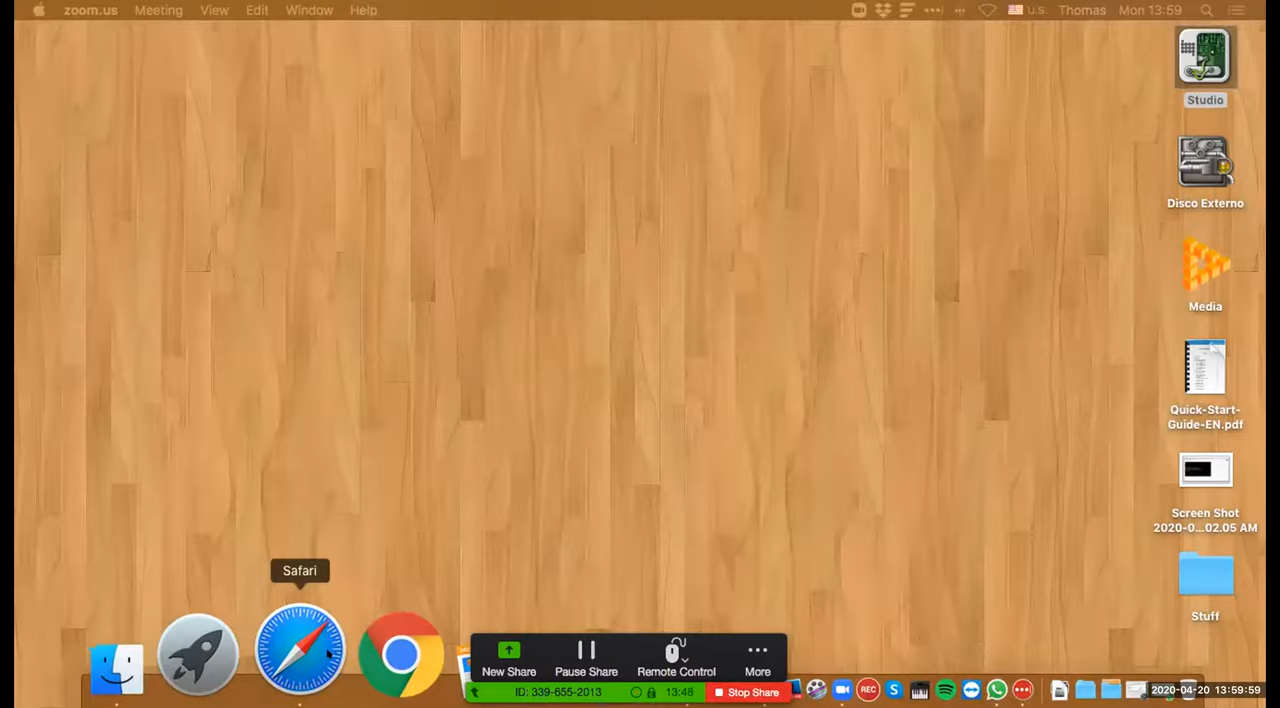 zoom.us Meeting View Edit Window Help
U.S. Thomas Mon 13:59
Studio
Disco Externo
Media
Quick-Start-
Guide-EN.pdf
Screen Shot
2020-0...02.05 AM
Stuff
Safari
New Share Pause Share Remote Control More
ID: 339-655-2013 13:48 Stop Share
REC
2020-04-20 13:59:59